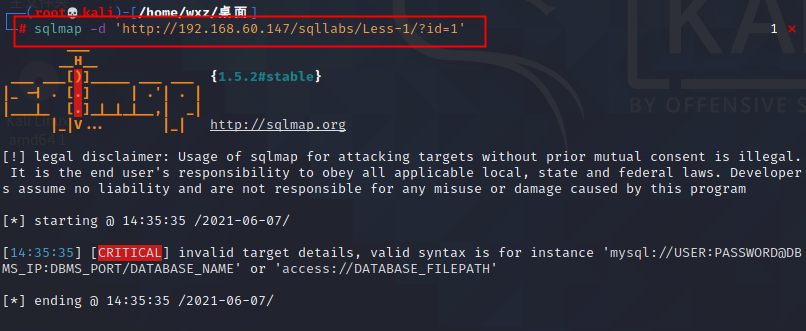 (root💀kali)-[/home/wxz/桌面]
# sqlmap -d 'http://192.168.60.147/sqllabs/Less-1/?id=1' 1 ⨯
{1.5.2#stable}
http://sqlmap.org
[!] legal disclaimer: Usage of sqlmap for attacking targets without prior mutual consent is illegal.
It is the end user's responsibility to obey all applicable local, state and federal laws. Developer
s assume no liability and are not responsible for any misuse or damage caused by this program
[*] starting @ 14:35:35 /2021-06-07/
[14:35:35] [CRITICAL] invalid target details, valid syntax is for instance 'mysql://USER:PASSWORD@DB
MS_IP:DBMS_PORT/DATABASE_NAME' or 'access://DATABASE_FILEPATH'
[*] ending @ 14:35:35 /2021-06-07/
BY OFFENSIVE S